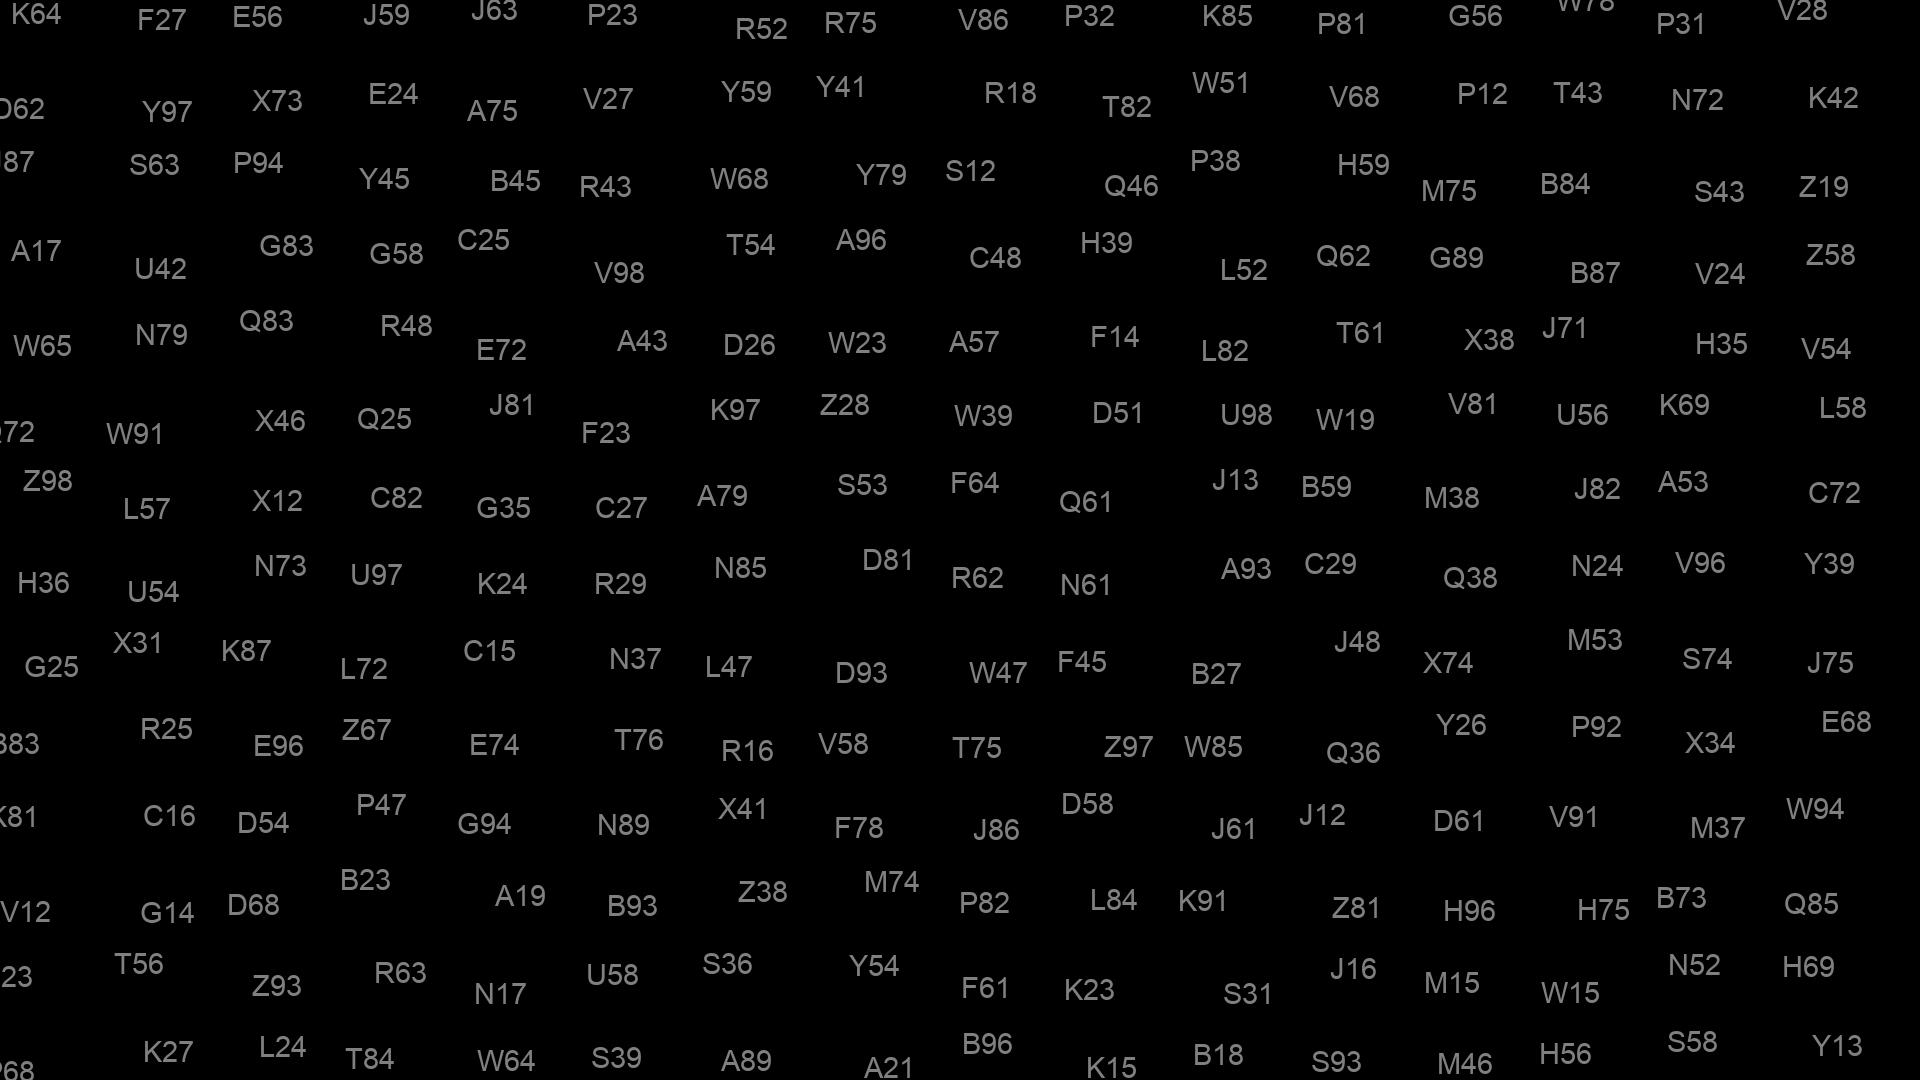 K64 F27 E56 J59 J63 P23 R52 R75 V86 P32 K85 P81 G56 W78 P31 V28
D62 Y97 X73 E24 A75 V27 Y59 Y41 R18 T82 W51 V68 P12 T43 N72 K42
S63 P94 Y45 B45 R43 W68 Y79 S12 Q46 P38 H59 M75 B84 S43 Z19
A17 U42 G83 G58 C25 V98 T54 A96 C48 H39 L52 Q62 G89 B87 V24 Z58
W65 N79 Q83 R48 E72 A43 D26 W23 A57 F14 L82 T61 X38 J71 H35 V54
W91 X46 Q25 J81 F23 K97 Z28 W39 D51 U98 W19 V81 U56 K69 L58
Z98 L57 X12 C82 G35 C27 A79 S53 F64 Q61 J13 B59 M38 J82 A53 C72
H36 U54 N73 U97 K24 R29 N85 D81 R62 N61 A93 C29 Q38 N24 V96 Y39
G25 X31 K87 L72 C15 N37 L47 D93 W47 F45 B27 J48 X74 M53 S74 J75
B83 R25 E96 Z67 E74 T76 R16 V58 T75 Z97 W85 Q36 Y26 P92 X34 E68
K81 C16 D54 P47 G94 N89 X41 F78 J86 D58 J61 J12 D61 V91 M37 W94
V12 G14 D68 B23 A19 B93 Z38 M74 P82 L84 K91 Z81 H96 H75 B73 Q85
23 T56 Z93 R63 N17 U58 S36 Y54 F61 K23 S31 J16 M15 W15 N52 H69
K27 L24 T84 W64 S39 A89 A21 B96 K15 B18 S93 M46 H56 S58 Y13